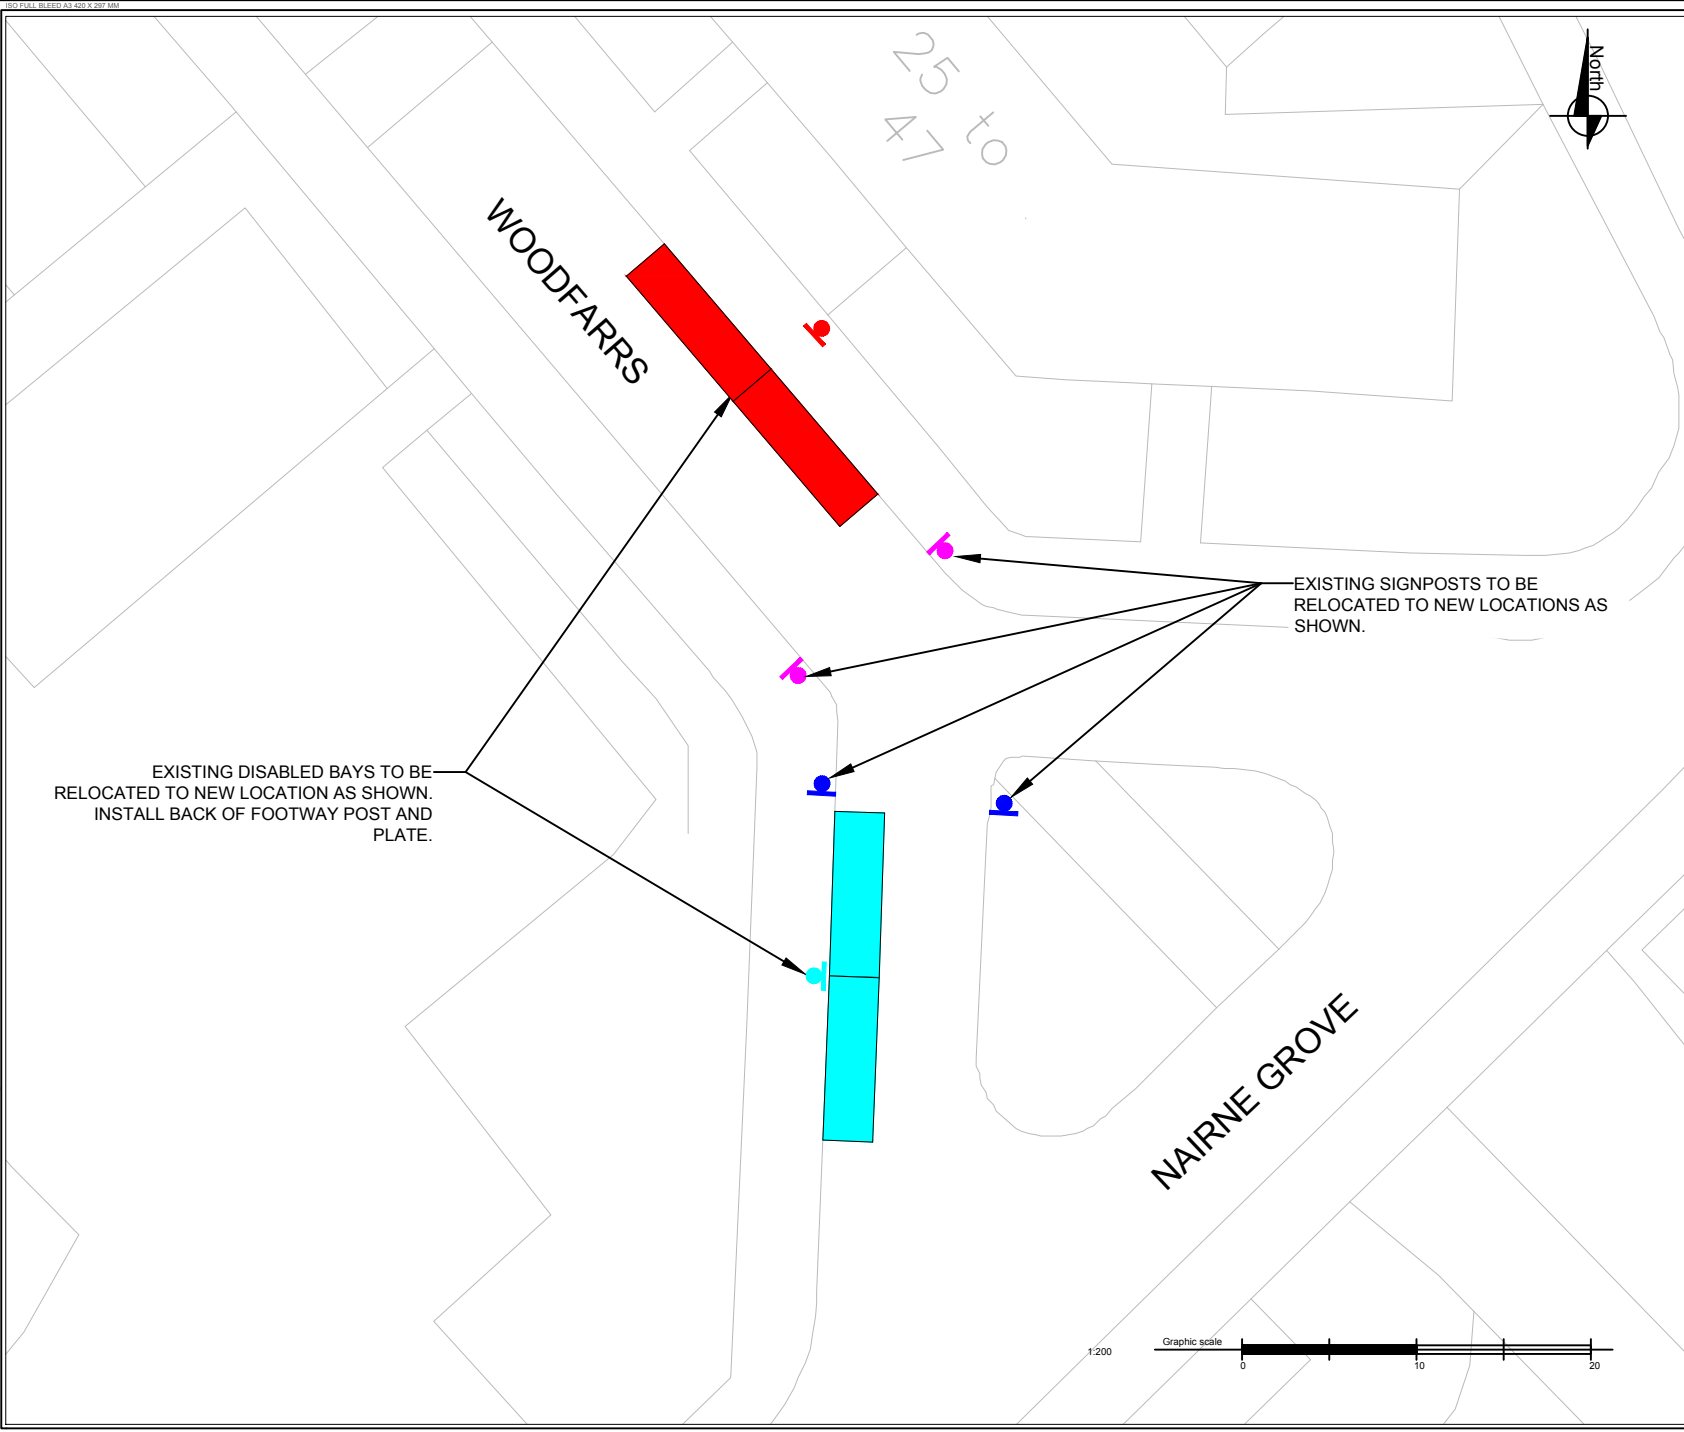 ISO FULL BLEED A3 420 X 297 MM
25 to
47
North
WOODFARRS
EXISTING SIGNPOSTS TO BE
RELOCATED TO NEW LOCATIONS AS
SHOWN.
EXISTING DISABLED BAYS TO BE
RELOCATED TO NEW LOCATION AS SHOWN.
INSTALL BACK OF FOOTWAY POST AND
PLATE.
NAIRNE GROVE
1:200
Graphic scale
0 10 20